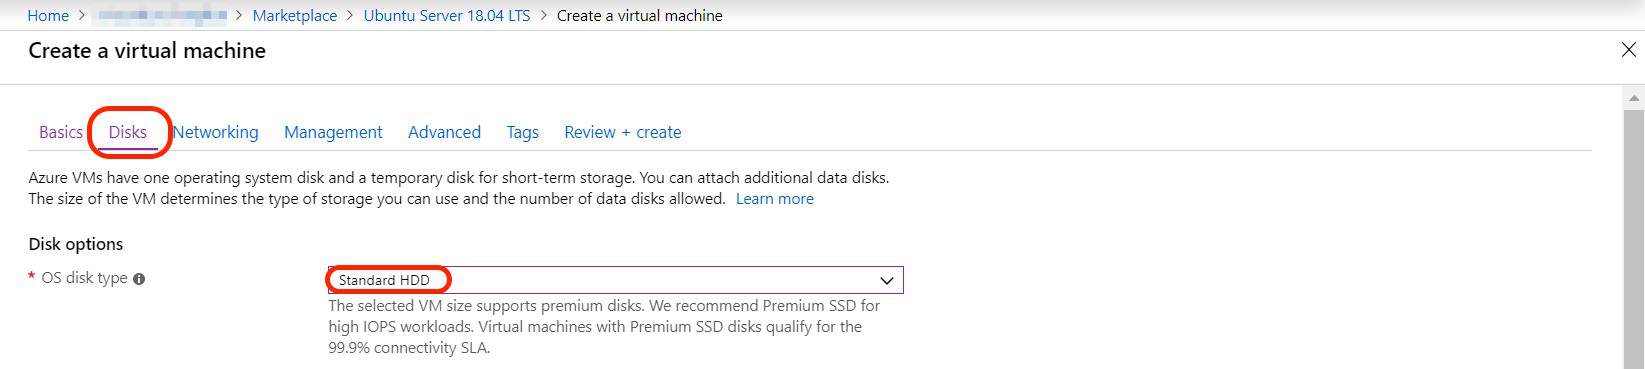 Home > > Marketplace > Ubuntu Server 18.04 LTS > Create a virtual machine
Create a virtual machine
Basics Disks Networking Management Advanced Tags Review + create
Azure VMs have one operating system disk and a temporary disk for short-term storage. You can attach additional data disks.
The size of the VM determines the type of storage you can use and the number of data disks allowed. Learn more
Disk options
* OS disk type
Standard HDD
The selected VM size supports premium disks. We recommend Premium SSD for
high IOPS workloads. Virtual machines with Premium SSD disks qualify for the
99.9% connectivity SLA.